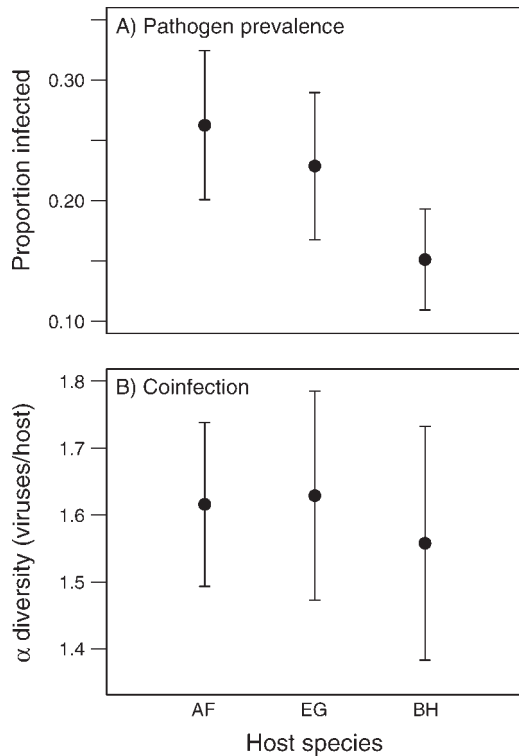 A) Pathogen prevalence
Proportion infected
0.30
0.20
0.10
B) Coinfection
α diversity (viruses/host)
1.8
1.7
1.6
1.5
1.4
AF EG BH
Host species